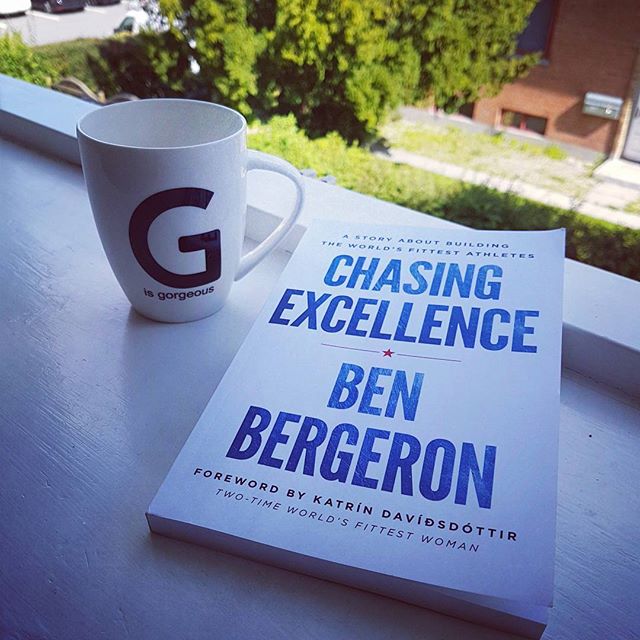 G
is gorgeous
A STORY ABOUT BUILDING
THE WORLD'S FITTEST ATHLETES
CHASING
EXCELLENCE
BEN
BERGERON
FOREWORD BY KATRÍN DAVÍÐSDÓTTIR
TWO-TIME WORLD'S FITTEST WOMAN